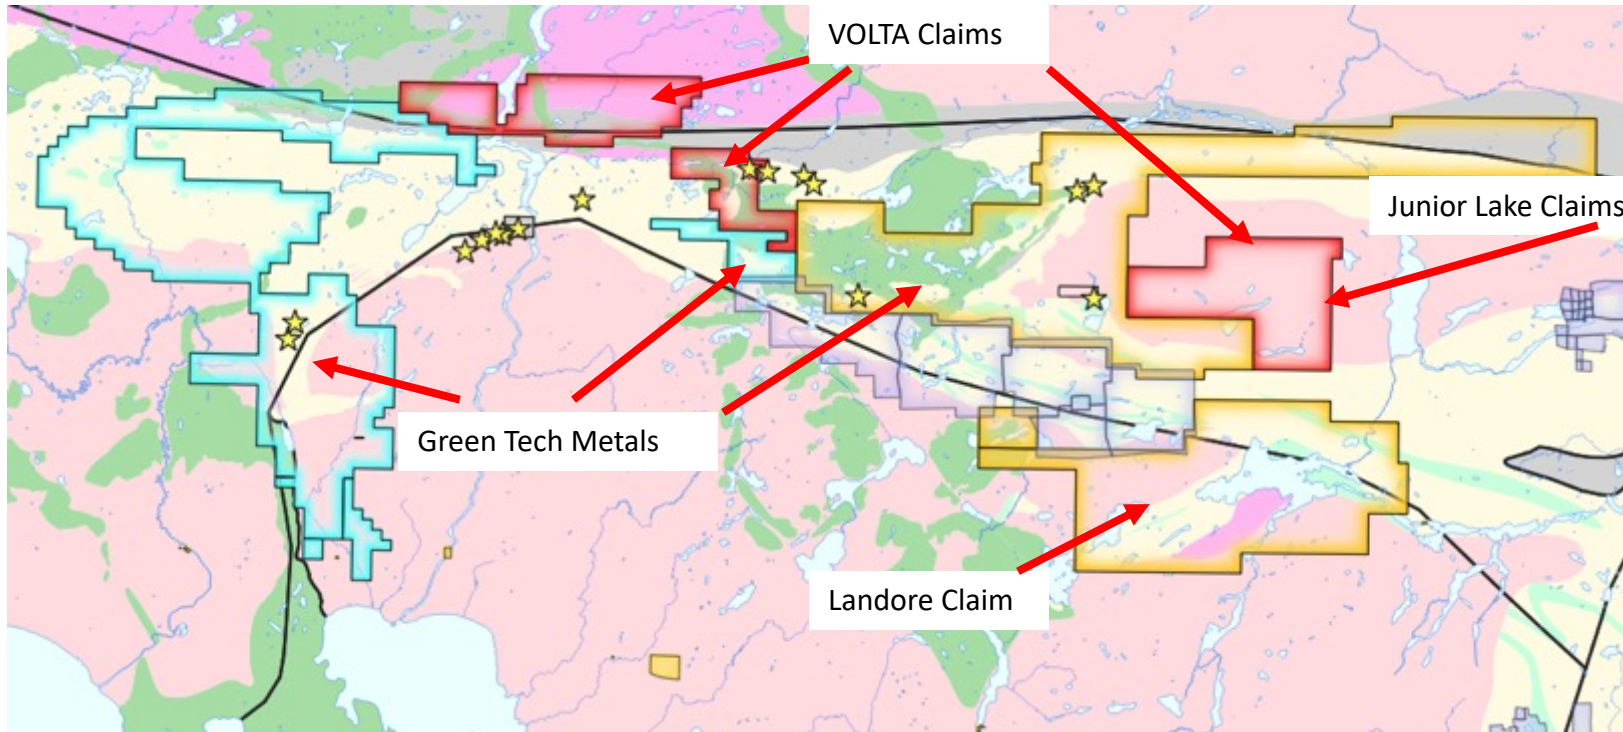 VOLTA Claims
Junior Lake Claims
Green Tech Metals
Landore Claim